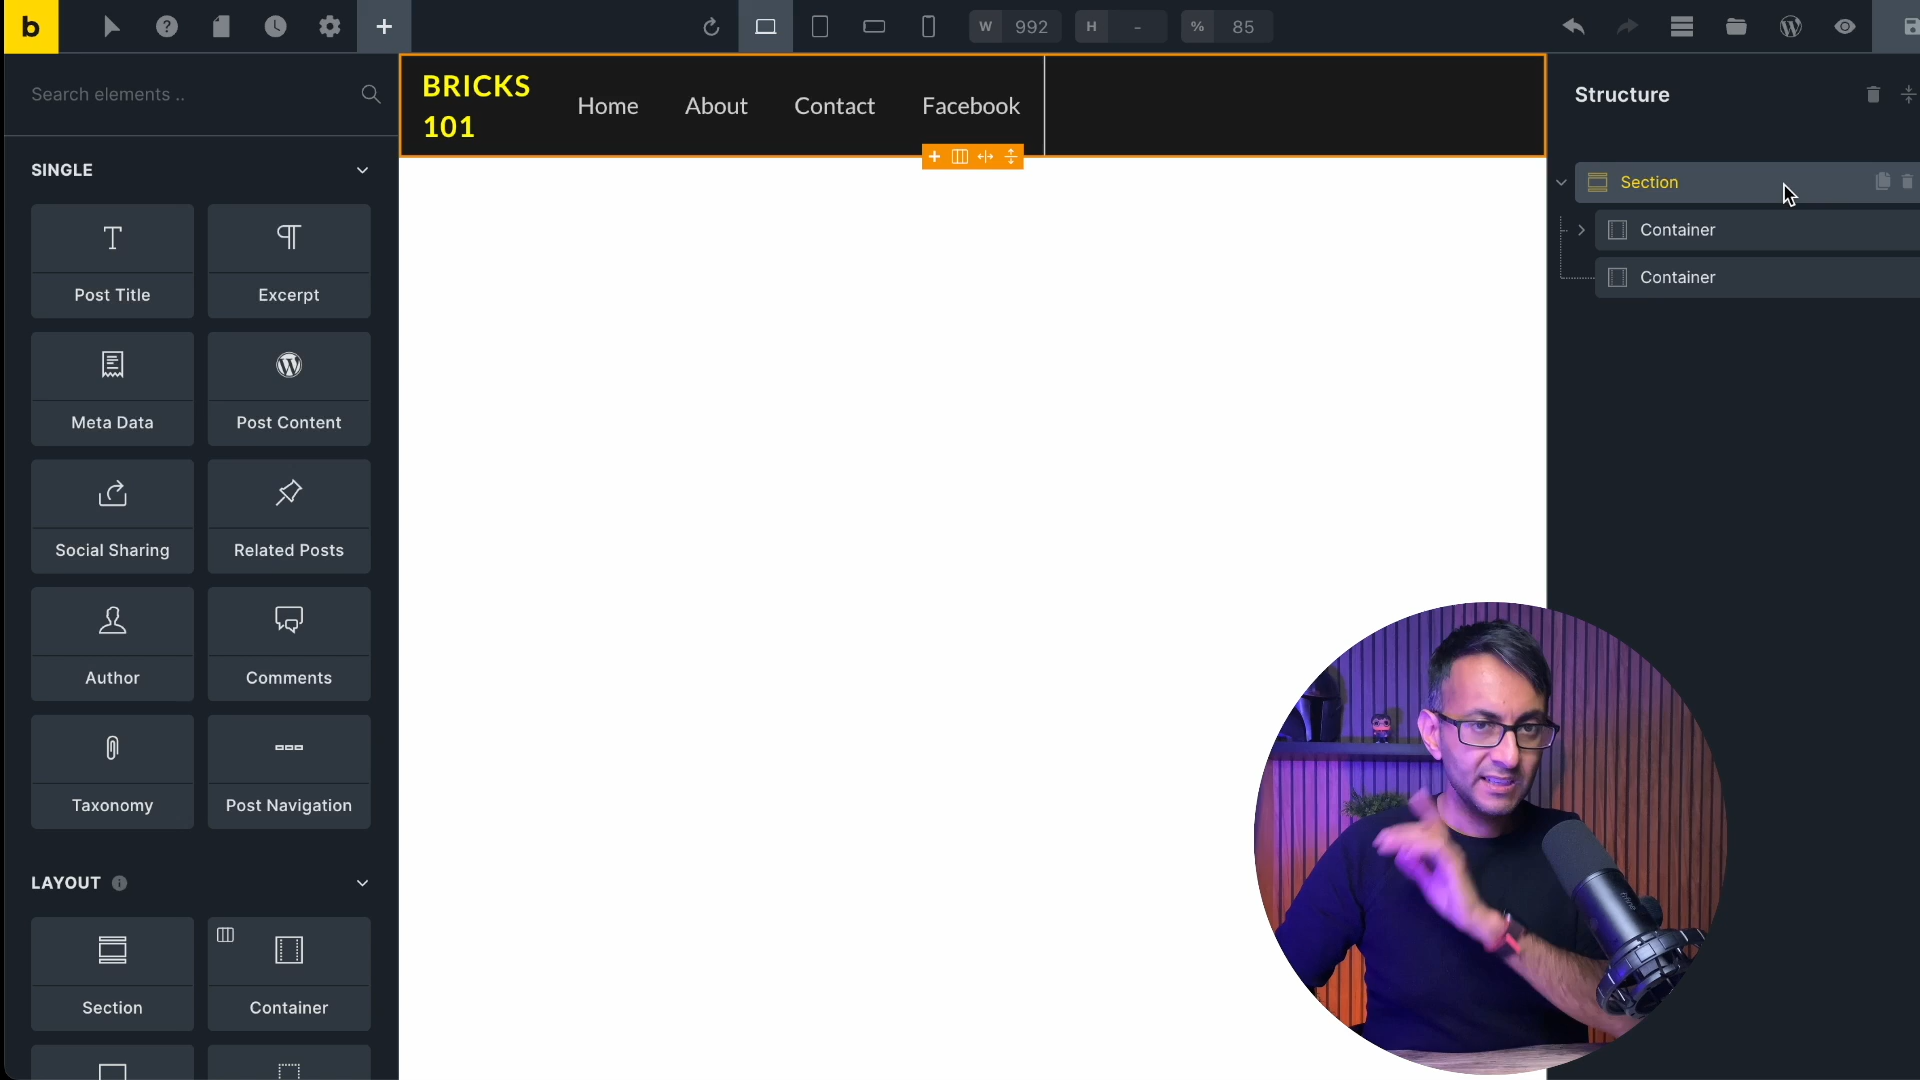 b
W 992 H - % 85
Search elements ..
SINGLE
Post Title
Excerpt
Meta Data
Post Content
Social Sharing
Related Posts
Author
Comments
Taxonomy
Post Navigation
LAYOUT
Section
Container
BRICKS
101
Home
About
Contact
Facebook
Structure
Section
Container
Container